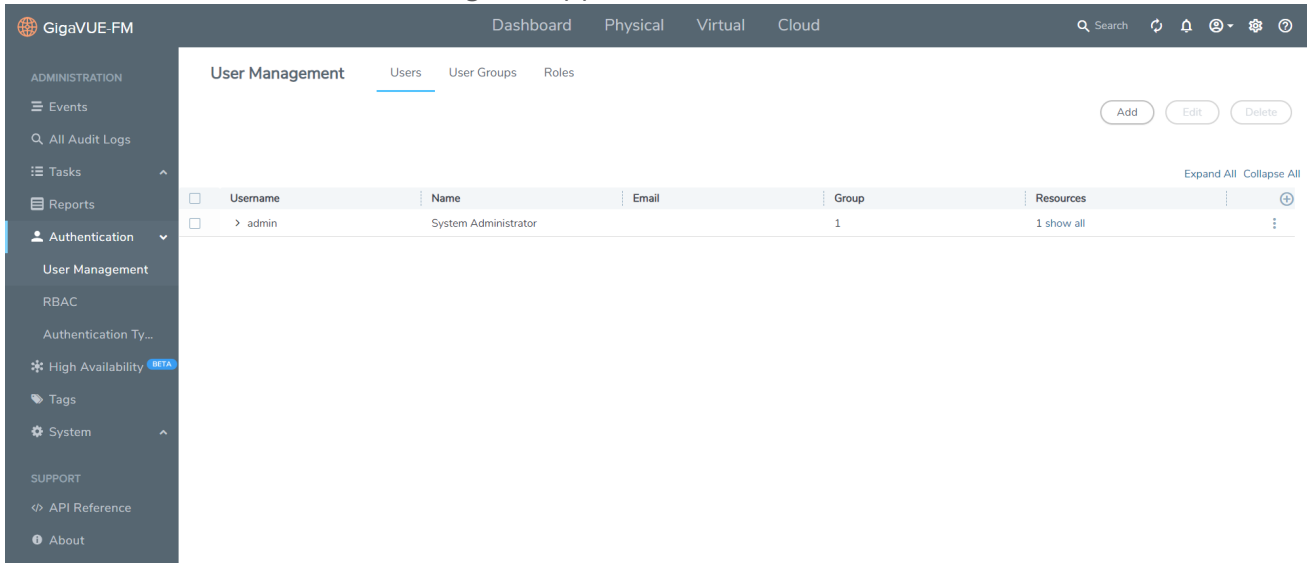 GigaVUE-FM
Dashboard Physical Virtual Cloud
Search
ADMINISTRATION
Events
All Audit Logs
Tasks
Reports
Authentication
User Management
RBAC
Authentication Ty...
High Availability BETA
Tags
System
SUPPORT
API Reference
About
User Management Users User Groups Roles
Add Edit Delete
Expand All Collapse All
Username Name Email Group Resources
admin System Administrator 1 1 show all